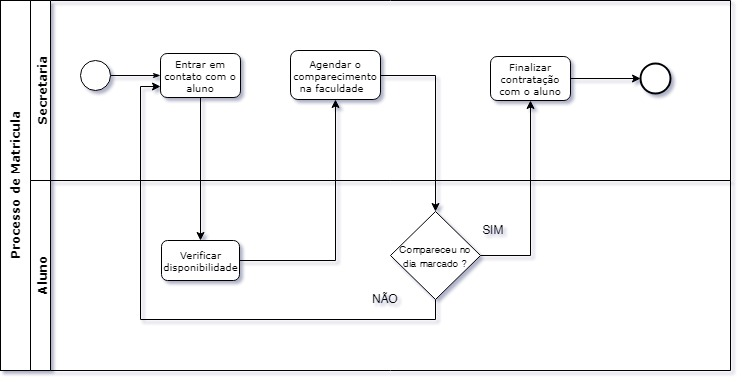 Processo de Matricula
Secretaria
Entrar em
contato com o
aluno
Agendar o
comparecimento
na faculdade
Finalizar
contratação
com o aluno
Aluno
Verificar
disponibilidade
Compareceu no
dia marcado ?
SIM
NÃO